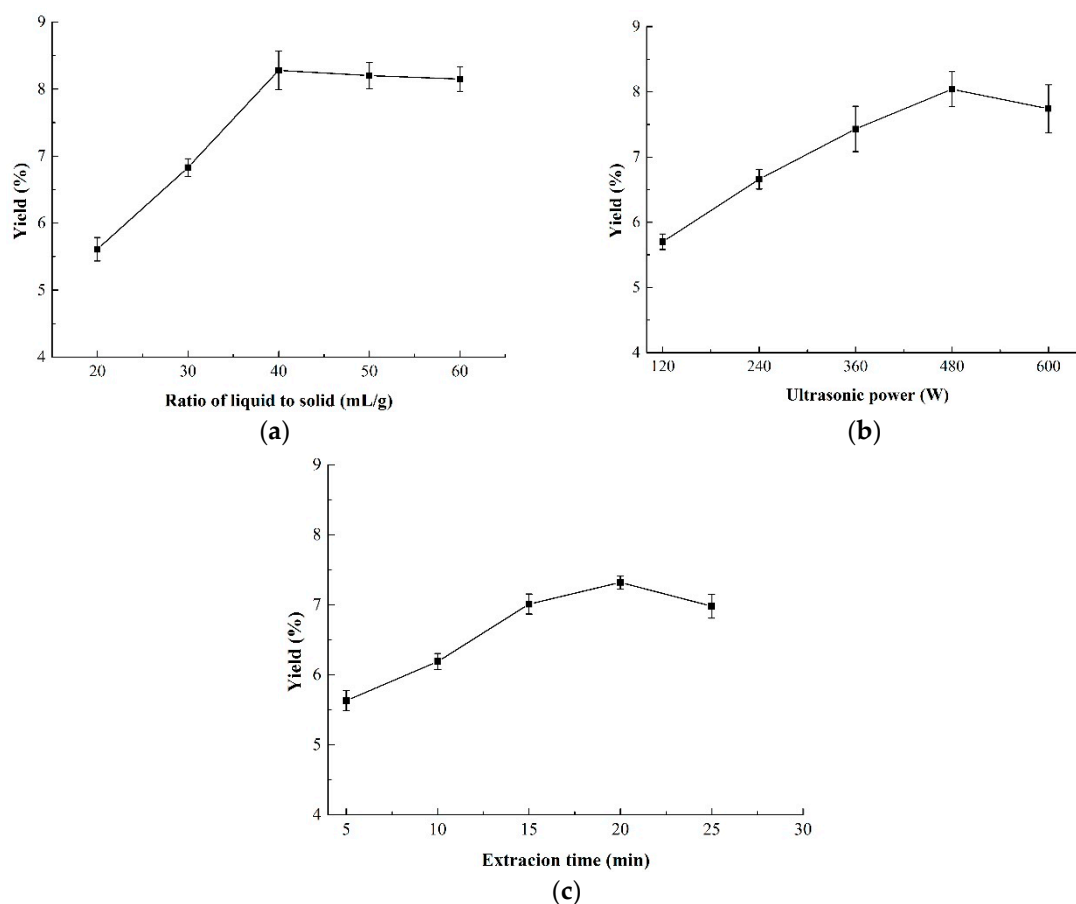 9
8
7
6
5
4
Yield (%)
20 30 40 50 60
Ratio of liquid to solid (mL/g)
(a)
9
8
7
6
5
4
Yield (%)
120 240 360 480 600
Ultrasonic power (W)
(b)
9
8
7
6
5
4
Yield (%)
5 10 15 20 25 30
Extracion time (min)
(c)